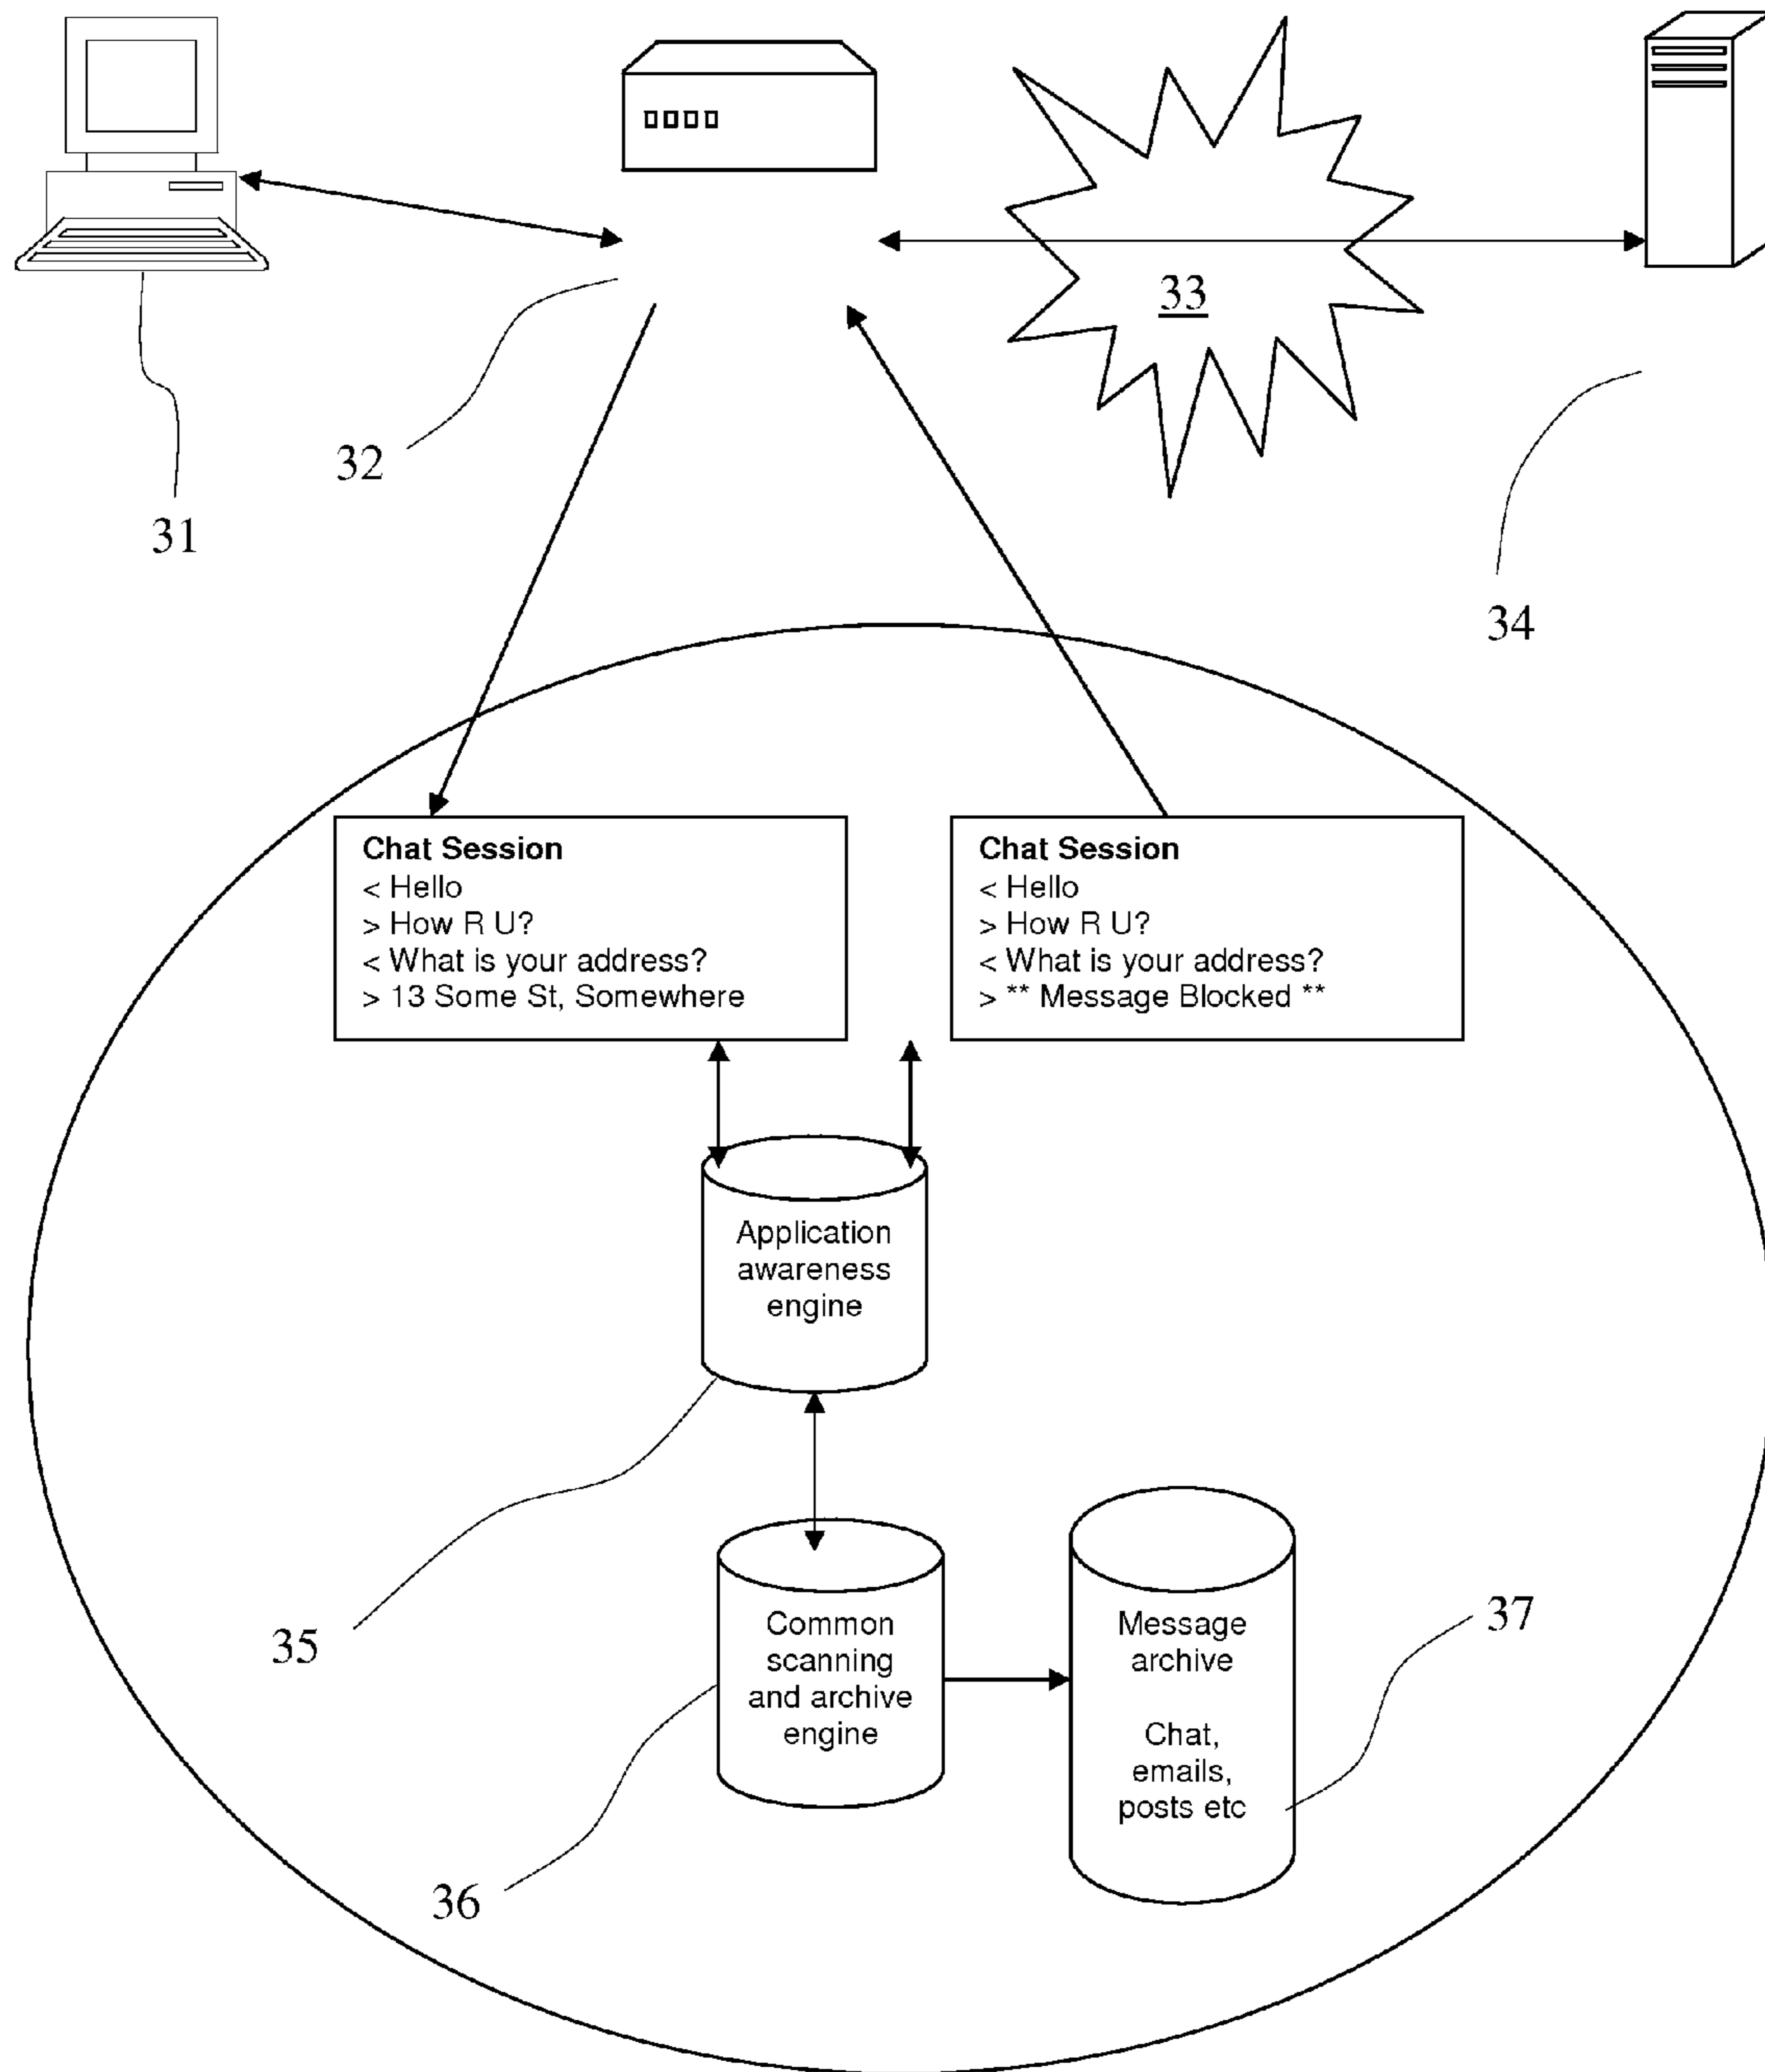 33
32
31
34
Chat Session
< Hello
> How R U?
< What is your address?
> 13 Some St, Somewhere
Chat Session
< Hello
> How R U?
< What is your address?
> ** Message Blocked **
Application
awareness
engine
35
Common
scanning
and archive
engine
36
Message
archive
Chat,
emails,
posts etc
37